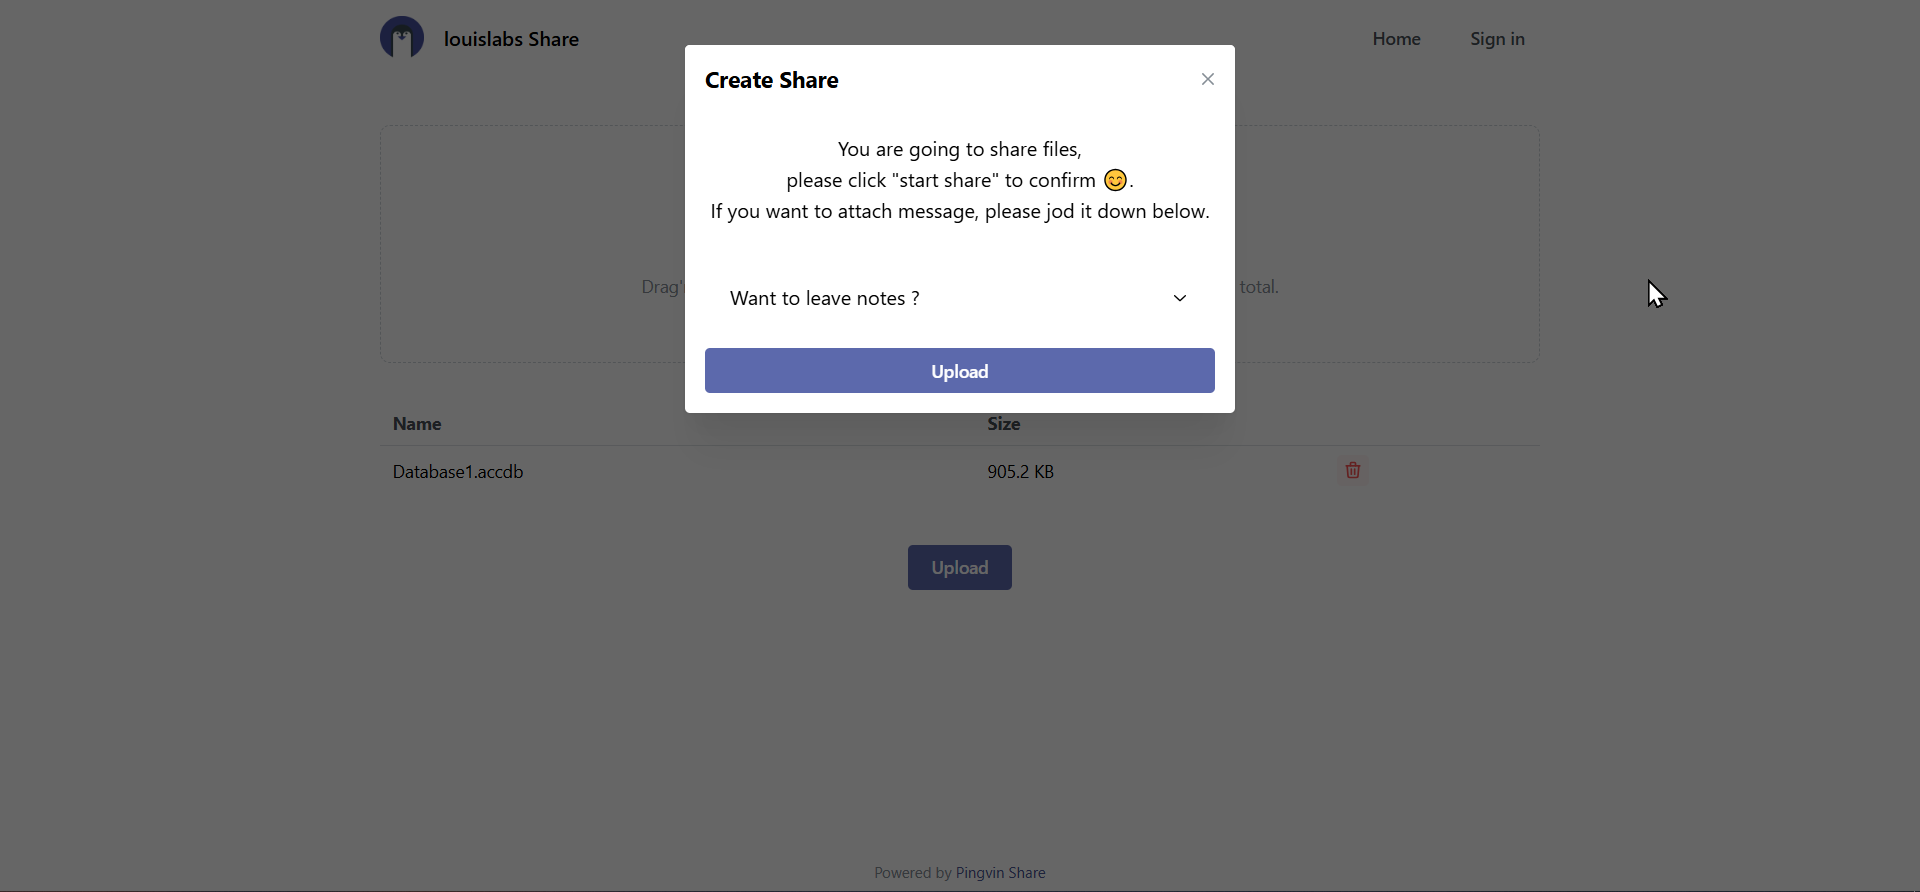 louislabs Share
Home
Sign in
Create Share
You are going to share files,
please click "start share" to confirm 😊.
If you want to attach message, please jod it down below.
Drag'
total.
Want to leave notes ?
Upload
Name
Size
Database1.accdb
905.2 KB
Upload
Powered by Pingvin Share